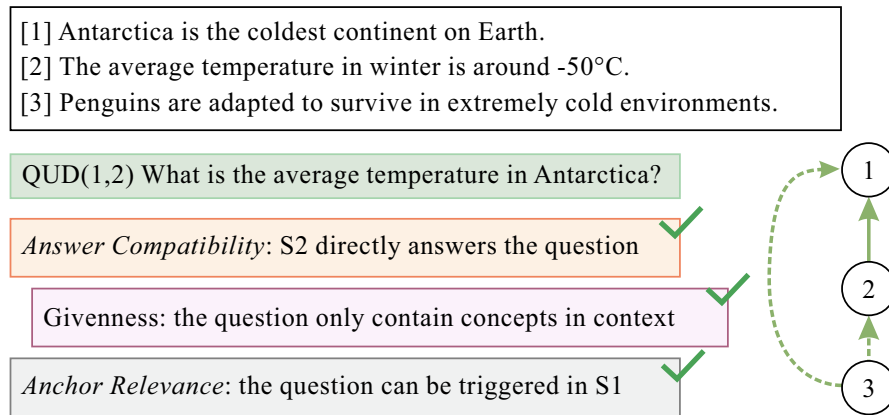 [1] Antarctica is the coldest continent on Earth.
[2] The average temperature in winter is around -50°C.
[3] Penguins are adapted to survive in extremely cold environments.
QUD(1,2) What is the average temperature in Antarctica?
Answer Compatibility: S2 directly answers the question
Givenness: the question only contain concepts in context
Anchor Relevance: the question can be triggered in S1
1
2
3